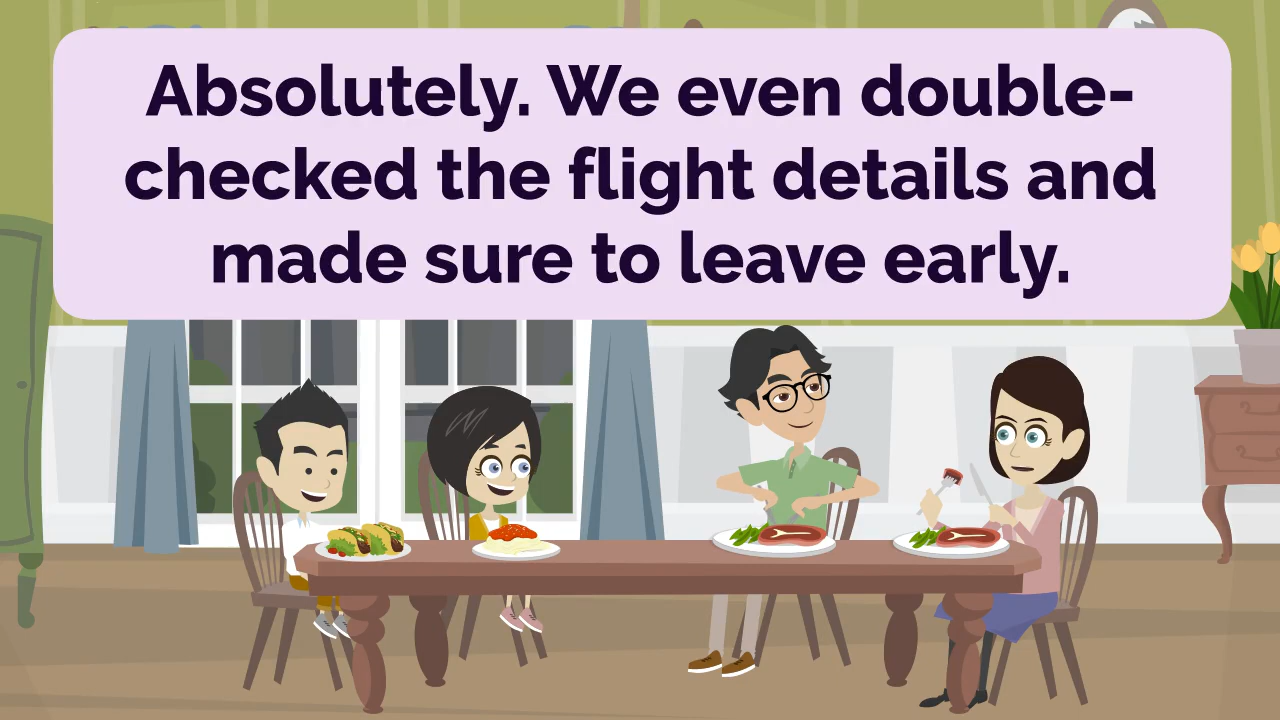 Absolutely. We even double-
checked the flight details and
made sure to leave early.